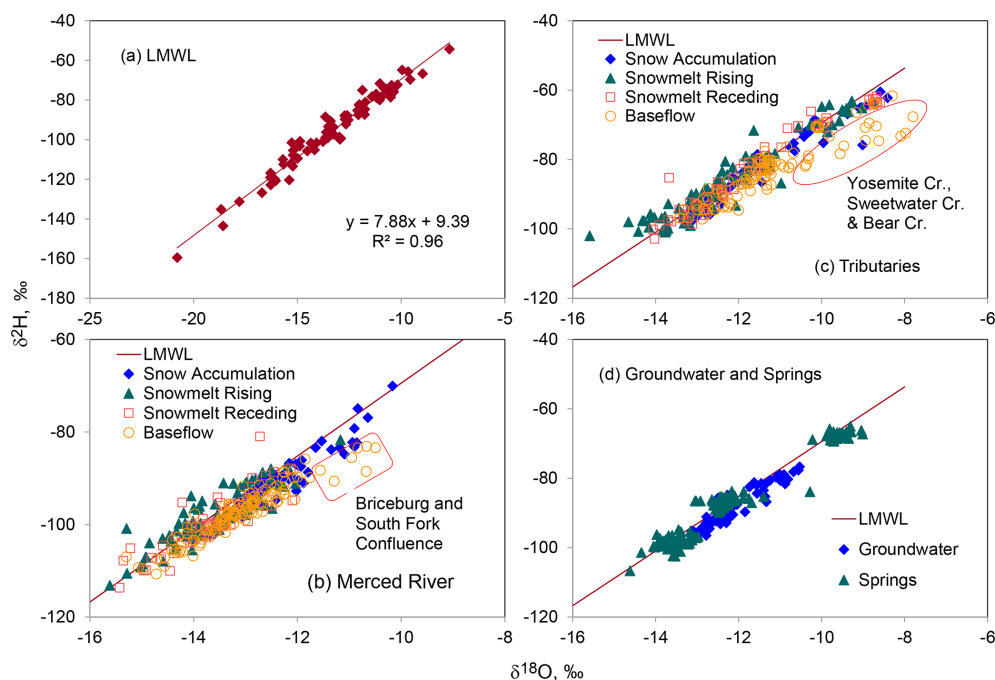 (a) LMWL
y = 7.88x + 9.39
R² = 0.96
-40
-60
-80
-100
-120
-140
-160
-180
-25
-20
-15
-10
-5
LMWL
Snow Accumulation
Snowmelt Rising
Snowmelt Receding
Baseflow
Yosemite Cr.,
Sweetwater Cr.
& Bear Cr.
(c) Tributaries
-40
-60
-80
-100
-120
-16
-14
-12
-10
-8
-6
δ²H, ‰
LMWL
Snow Accumulation
Snowmelt Rising
Snowmelt Receding
Baseflow
Briceburg and
South Fork
Confluence
(b) Merced River
-60
-80
-100
-120
-16
-14
-12
-10
-8
(d) Groundwater and Springs
LMWL
Groundwater
Springs
-40
-60
-80
-100
-120
-16
-14
-12
-10
-8
-6
δ¹⁸O, ‰